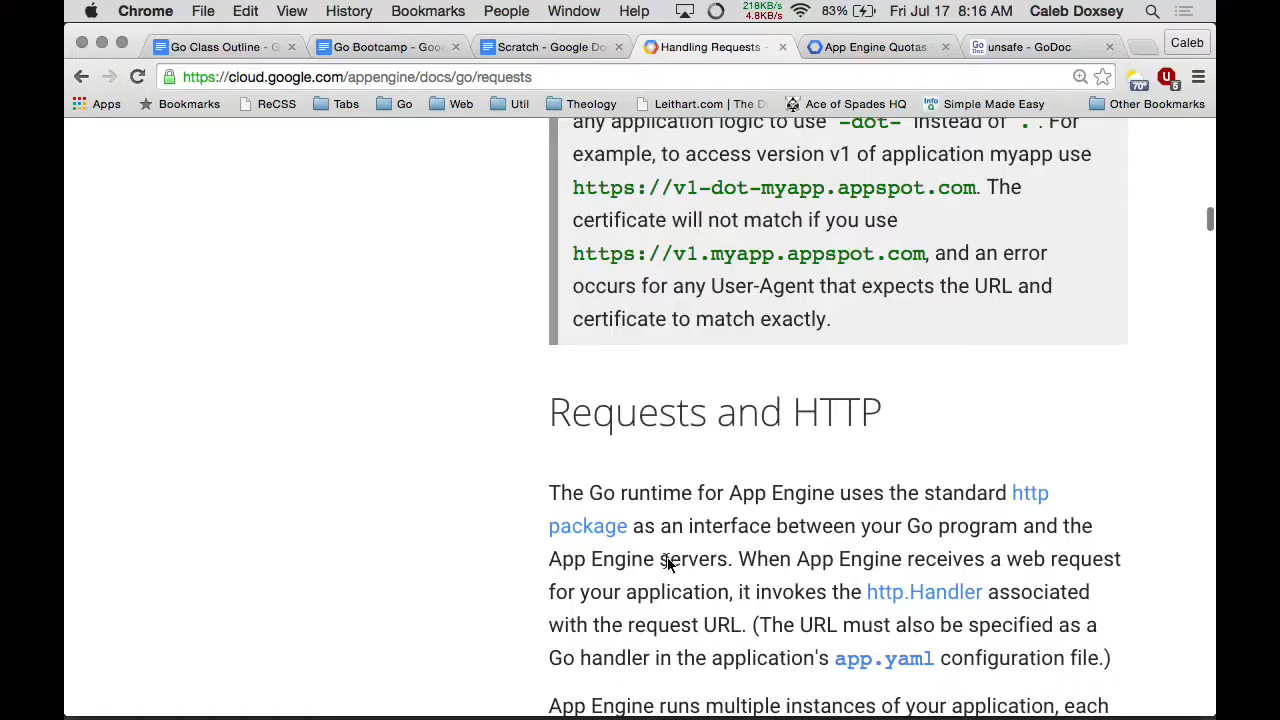 Chrome File Edit View History Bookmarks People Window Help 218KB/s 4.8KB/s 83% Fri Jul 17 8:16 AM Caleb Doxsey
Go Class Outline - G Go Bootcamp - Goo Scratch - Google Do Handling Requests - App Engine Quotas - unsafe - GoDoc Caleb
https://cloud.google.com/appengine/docs/go/requests
70° 5
Apps Bookmarks ReCSS Tabs Go Web Util Theology Leithart.com | The D Ace of Spades HQ Simple Made Easy Other Bookmarks
any application logic to use -dot- instead of . . For
example, to access version v1 of application myapp use
https://v1-dot-myapp.appspot.com. The
certificate will not match if you use
https://v1.myapp.appspot.com, and an error
occurs for any User-Agent that expects the URL and
certificate to match exactly.
Requests and HTTP
The Go runtime for App Engine uses the standard http
package as an interface between your Go program and the
App Engine servers. When App Engine receives a web request
for your application, it invokes the http.Handler associated
with the request URL. (The URL must also be specified as a
Go handler in the application's app.yaml configuration file.)
App Engine runs multiple instances of your application, each